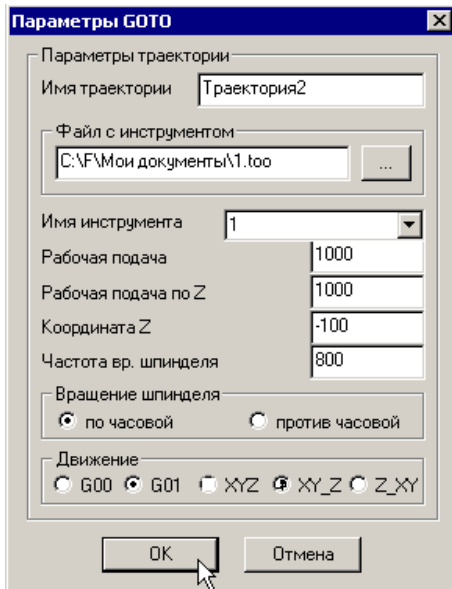 Параметры GOTO
Параметры траектории
Имя траектории Траектория2
Файл с инструментом
C:\F\Мои документы\1.too ...
Имя инструмента 1
Рабочая подача 1000
Рабочая подача по Z 1000
Координата Z -100
Частота вр. шпинделя 800
Вращение шпинделя
по часовой против часовой
Движение
G00 G01 XYZ XY_Z Z_XY
OK Отмена